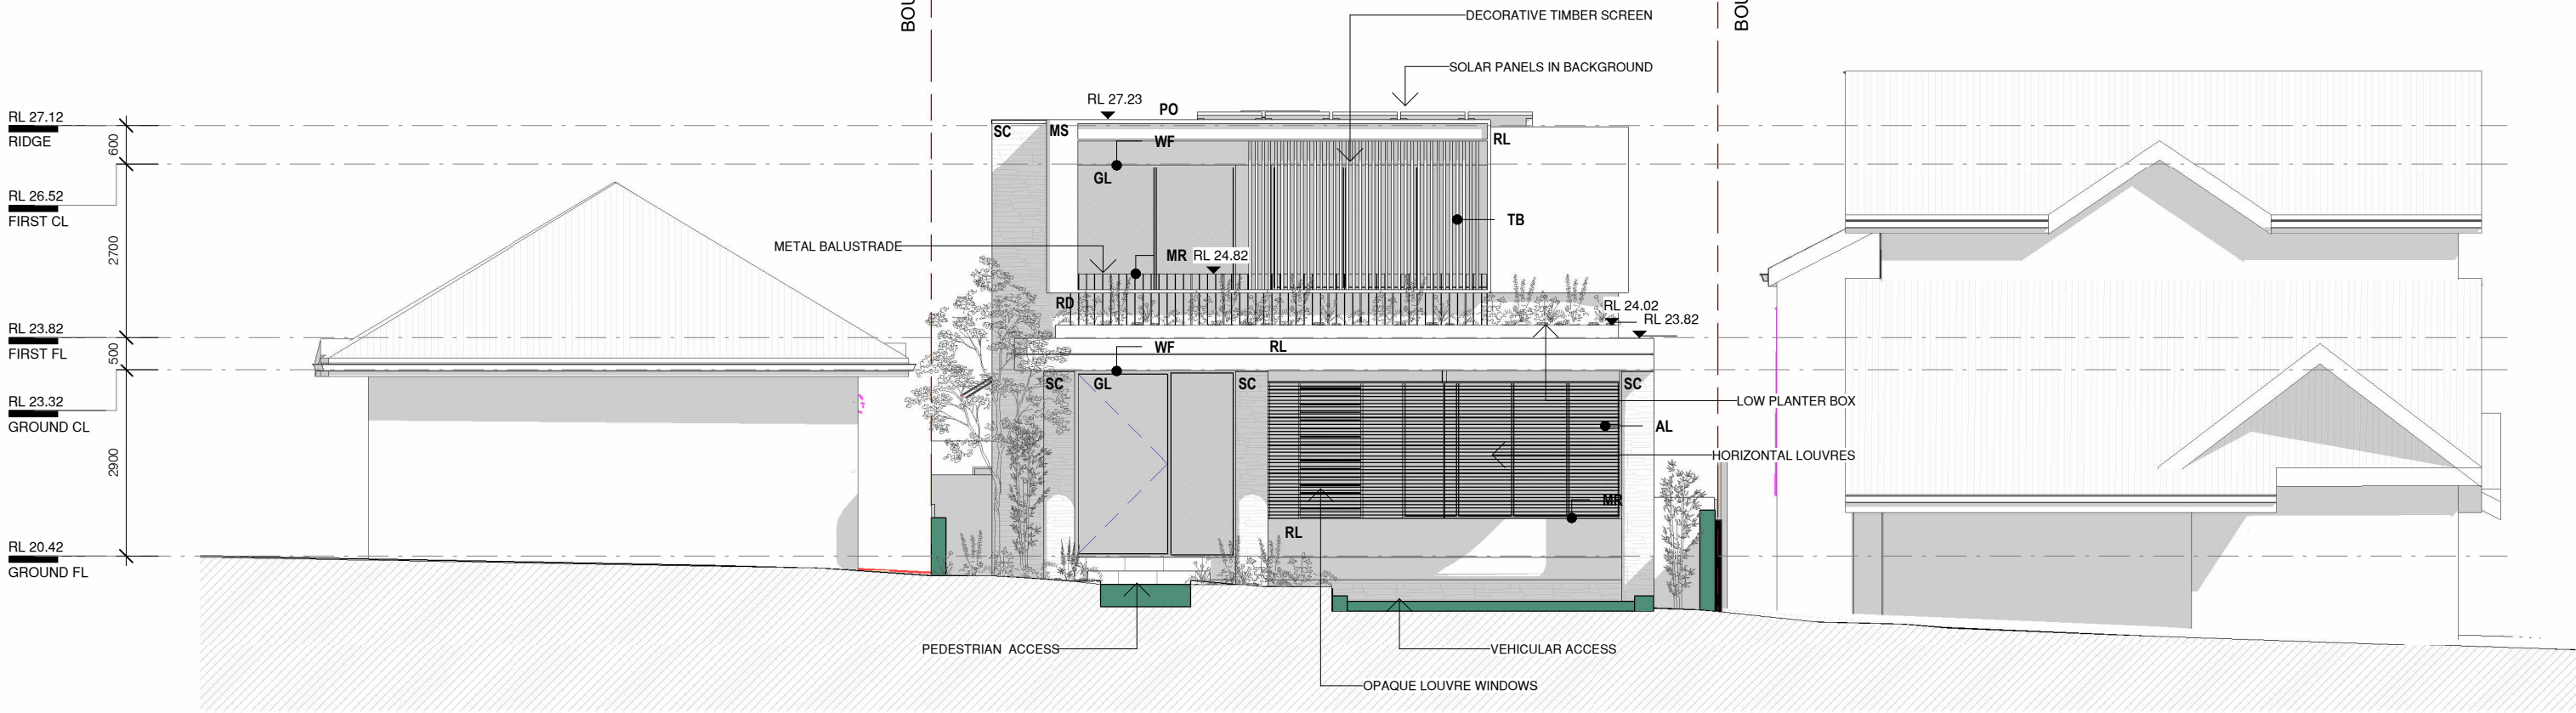 BOU
BOU
DECORATIVE TIMBER SCREEN
SOLAR PANELS IN BACKGROUND
RL 27.12
RIDGE
600
RL 27.23
PO
SC
MS
WF
RL
GL
RL 26.52
FIRST CL
TB
2700
METAL BALUSTRADE
MR
RL 24.82
RD
RL 24.02
RL 23.82
RL 23.82
FIRST FL
500
WF
RL
SC
GL
SC
SC
RL 23.32
GROUND CL
LOW PLANTER BOX
AL
2900
HORIZONTAL LOUVRES
MR
RL
RL 20.42
GROUND FL
PEDESTRIAN ACCESS
VEHICULAR ACCESS
OPAQUE LOUVRE WINDOWS